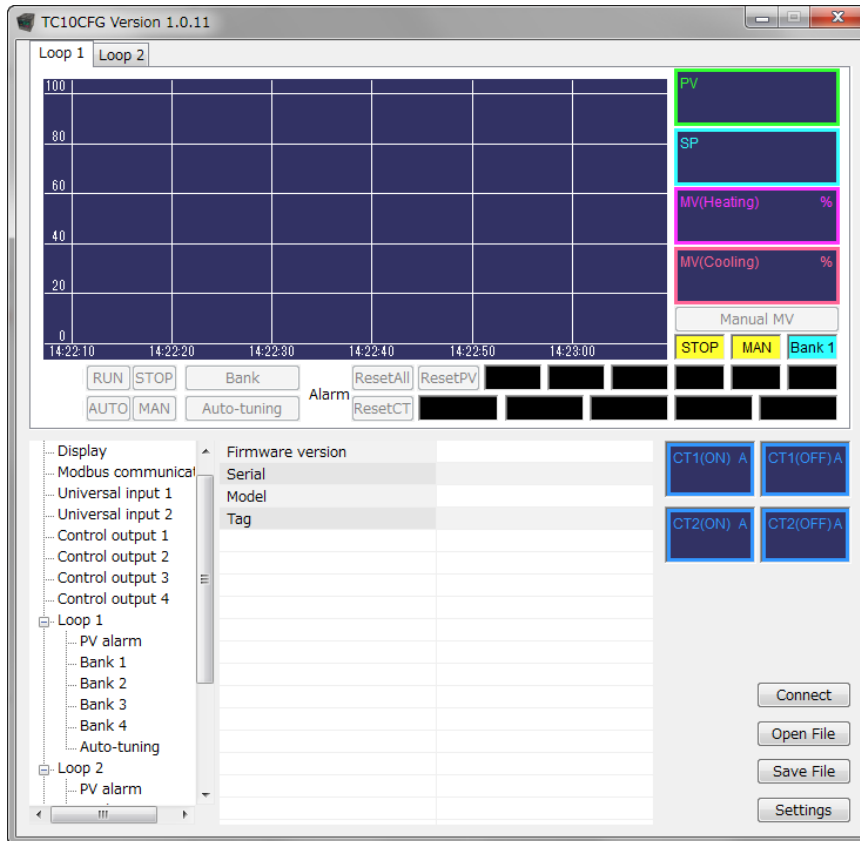 TC10CFG Version 1.0.11
Loop 1 Loop 2
100
80
60
40
20
0
14:22:10 14:22:20 14:22:30 14:22:40 14:22:50 14:23:00
PV
SP
MV(Heating) %
MV(Cooling) %
Manual MV
STOP MAN Bank 1
RUN STOP Bank Alarm ResetAll ResetPV
AUTO MAN Auto-tuning ResetCT
Display
Modbus communicat
Universal input 1
Universal input 2
Control output 1
Control output 2
Control output 3
Control output 4
Loop 1
PV alarm
Bank 1
Bank 2
Bank 3
Bank 4
Auto-tuning
Loop 2
PV alarm
Firmware version
Serial
Model
Tag
CT1(ON) A CT1(OFF) A
CT2(ON) A CT2(OFF) A
Connect
Open File
Save File
Settings